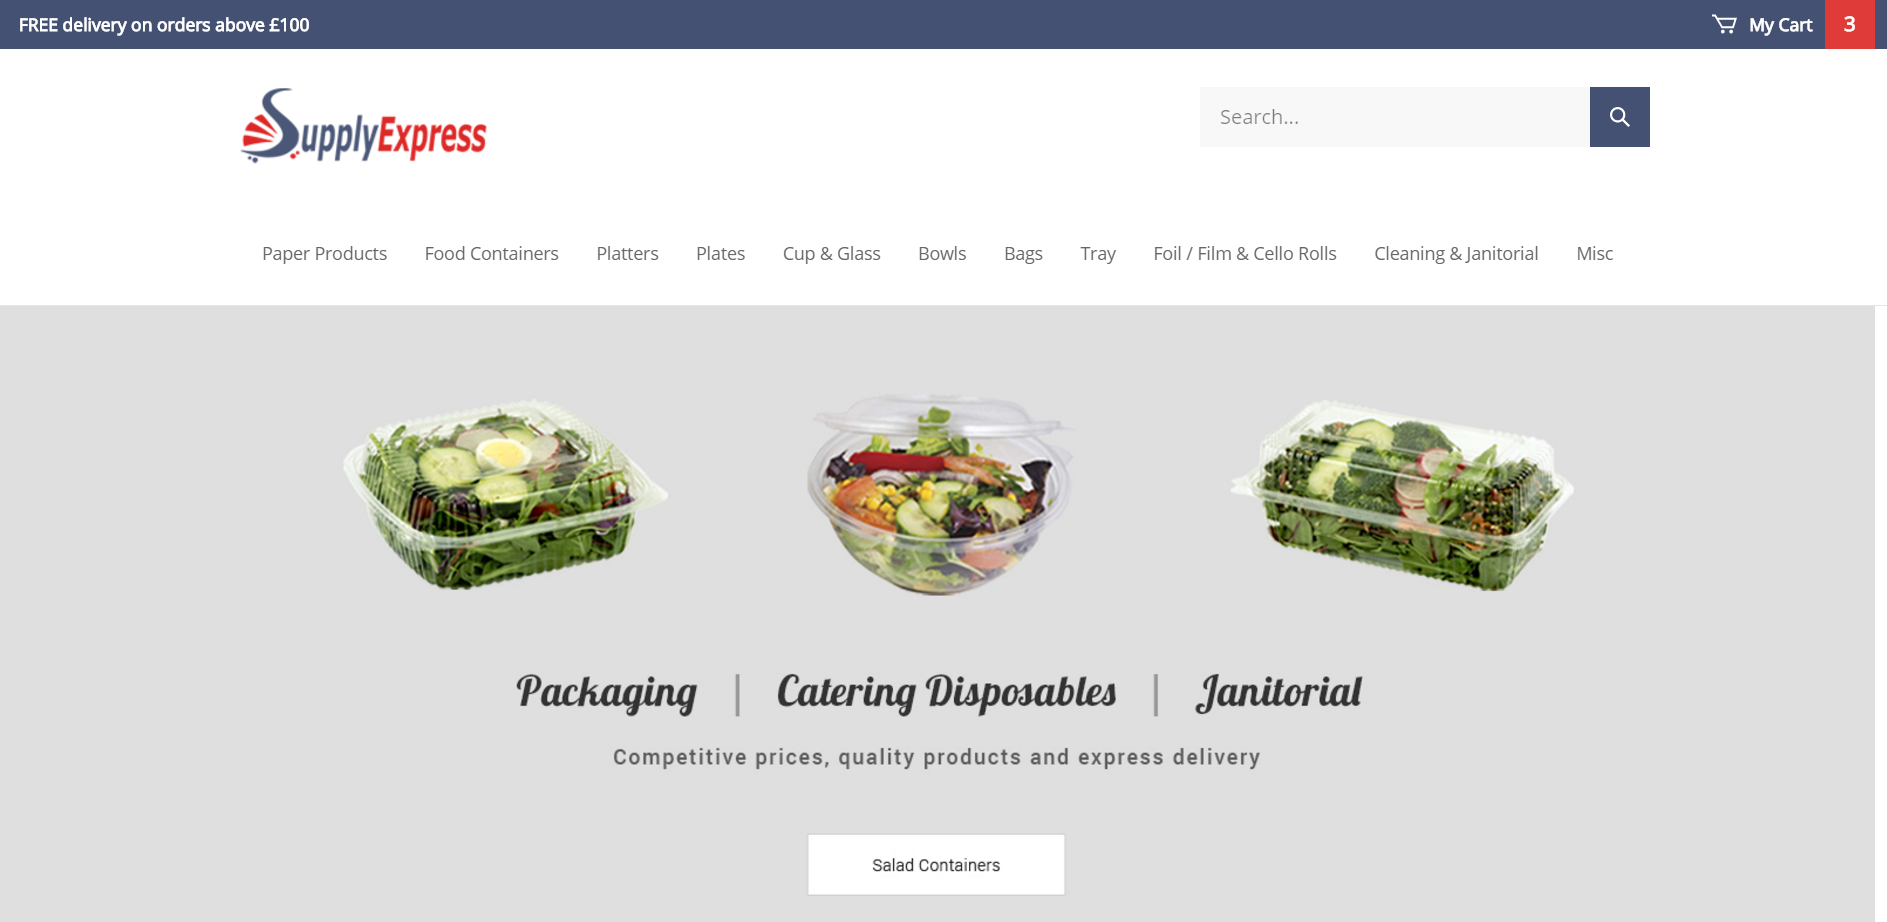 FREE delivery on orders above £100
My Cart 3
SupplyExpress
Search...
Paper Products Food Containers Platters Plates Cup & Glass Bowls Bags Tray Foil / Film & Cello Rolls Cleaning & Janitorial Misc
Packaging | Catering Disposables | Janitorial
Competitive prices, quality products and express delivery
Salad Containers